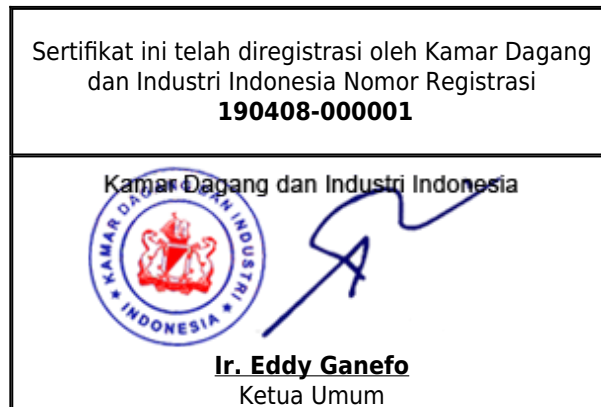 Sertifikat ini telah diregistrasi oleh Kamar Dagang
dan Industri Indonesia Nomor Registrasi
190408-000001
Kamar Dagang dan Industri Indonesia
KAMAR DAGANG DAN INDUSTRI
INDONESIA
Ir. Eddy Ganefo
Ketua Umum